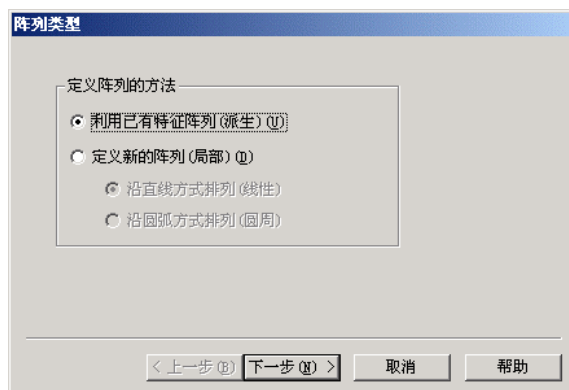 阵列类型
定义阵列的方法
利用已有特征阵列(派生)(U)
定义新的阵列(局部)(D)
沿直线方式排列(线性)
沿圆弧方式排列(圆周)
< 上一步(B) 下一步(N) > 取消 帮助